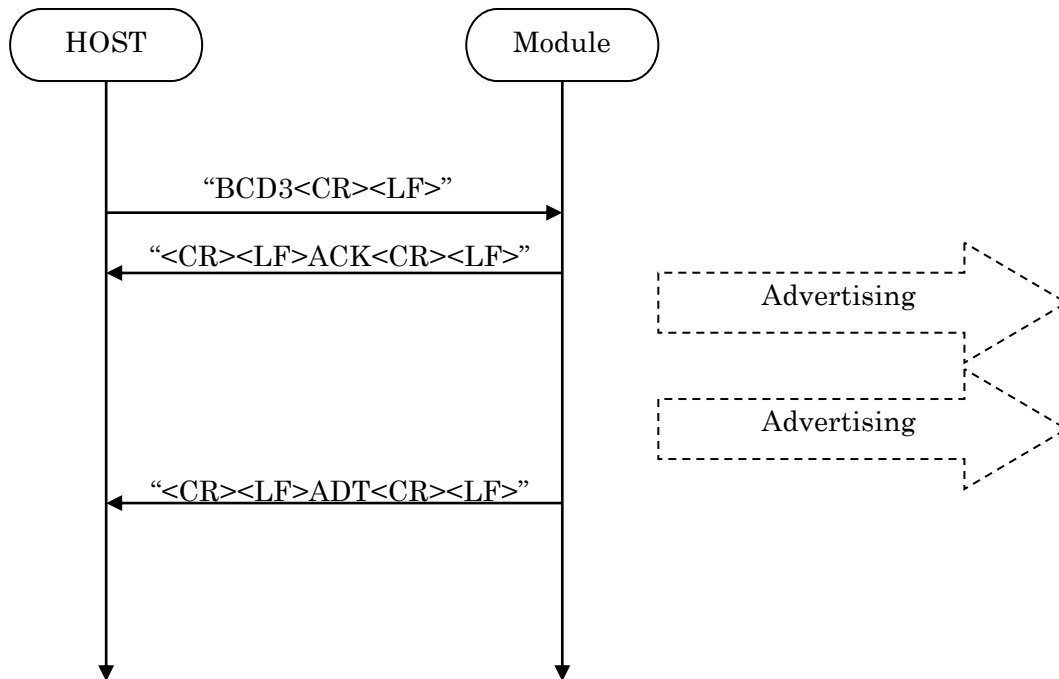 HOST
Module
“BCD3<CR><LF>”
“<CR><LF>ACK<CR><LF>”
Advertising
Advertising
“<CR><LF>ADT<CR><LF>”